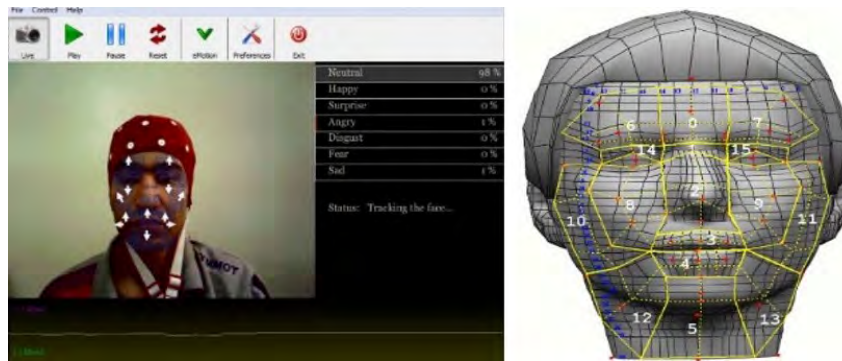 File Control Help
Live Play Pause Reset eMotion Preferences Exit
Neutral 98 %
Happy 0 %
Surprise 0 %
Angry 1 %
Disgust 0 %
Fear 0 %
Sad 1 %
Status: Tracking the face...
6 0 7
14 1 15
2
8 9
10 11
3
4
12 13
5